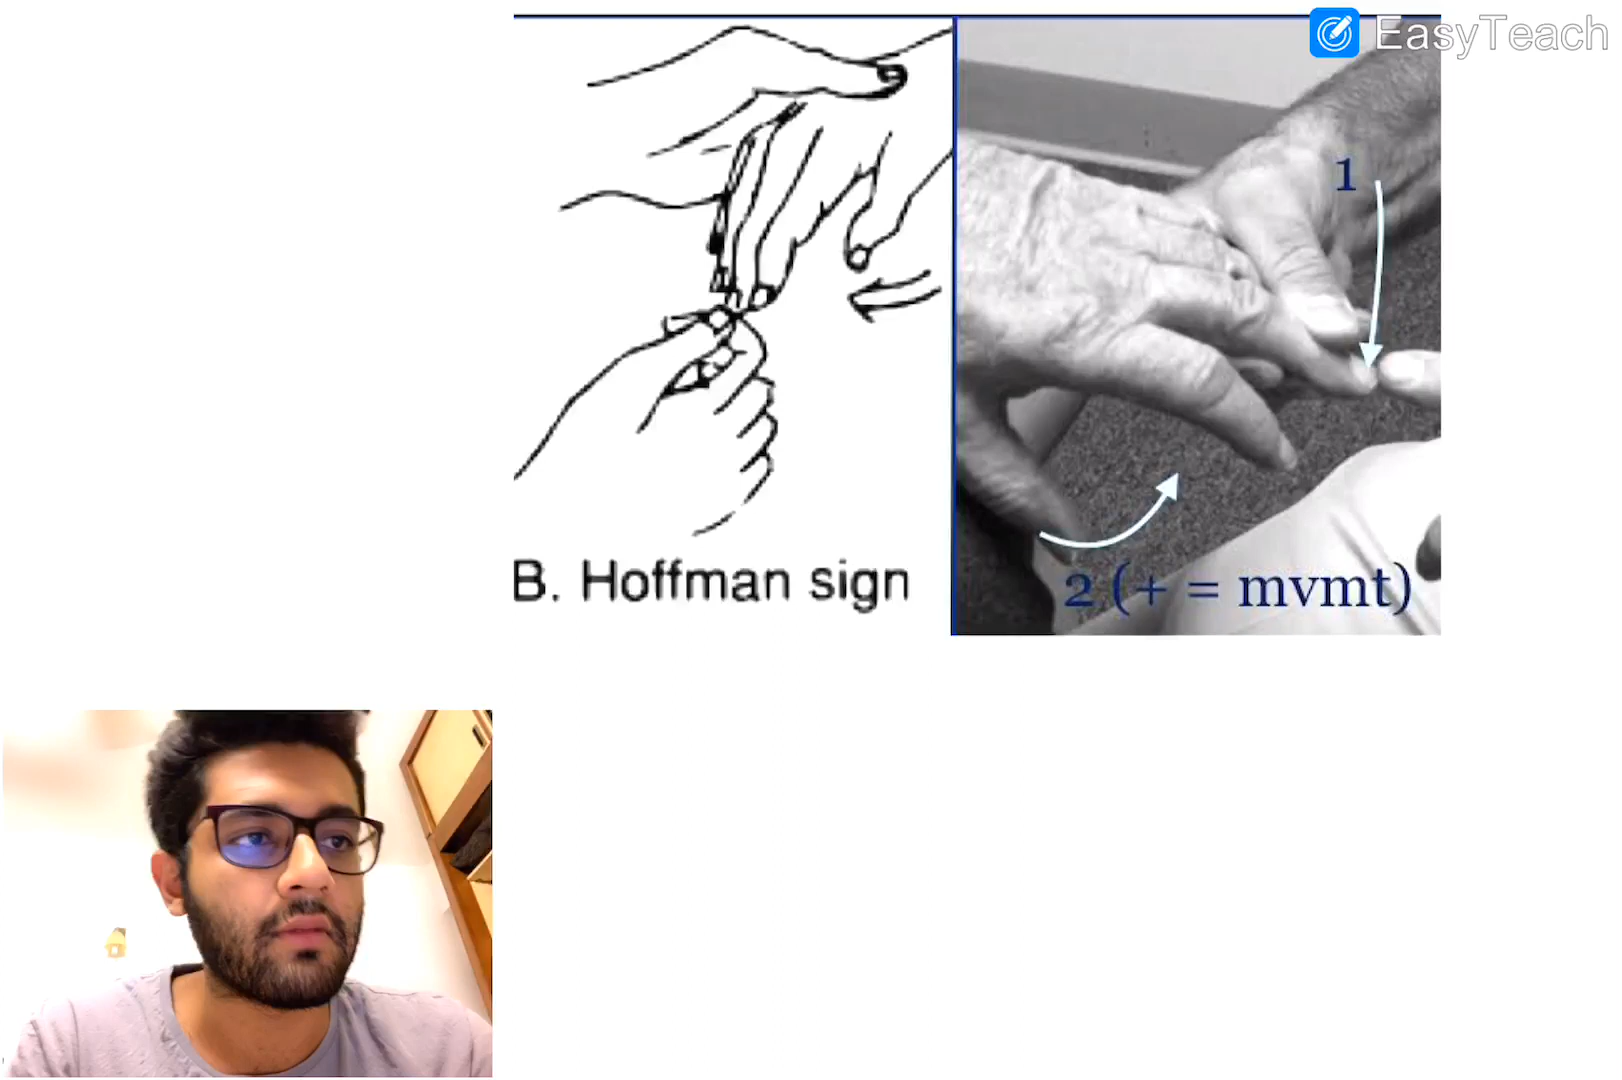 EasyTeach
1
B. Hoffman sign
2 (+ = mvmt)